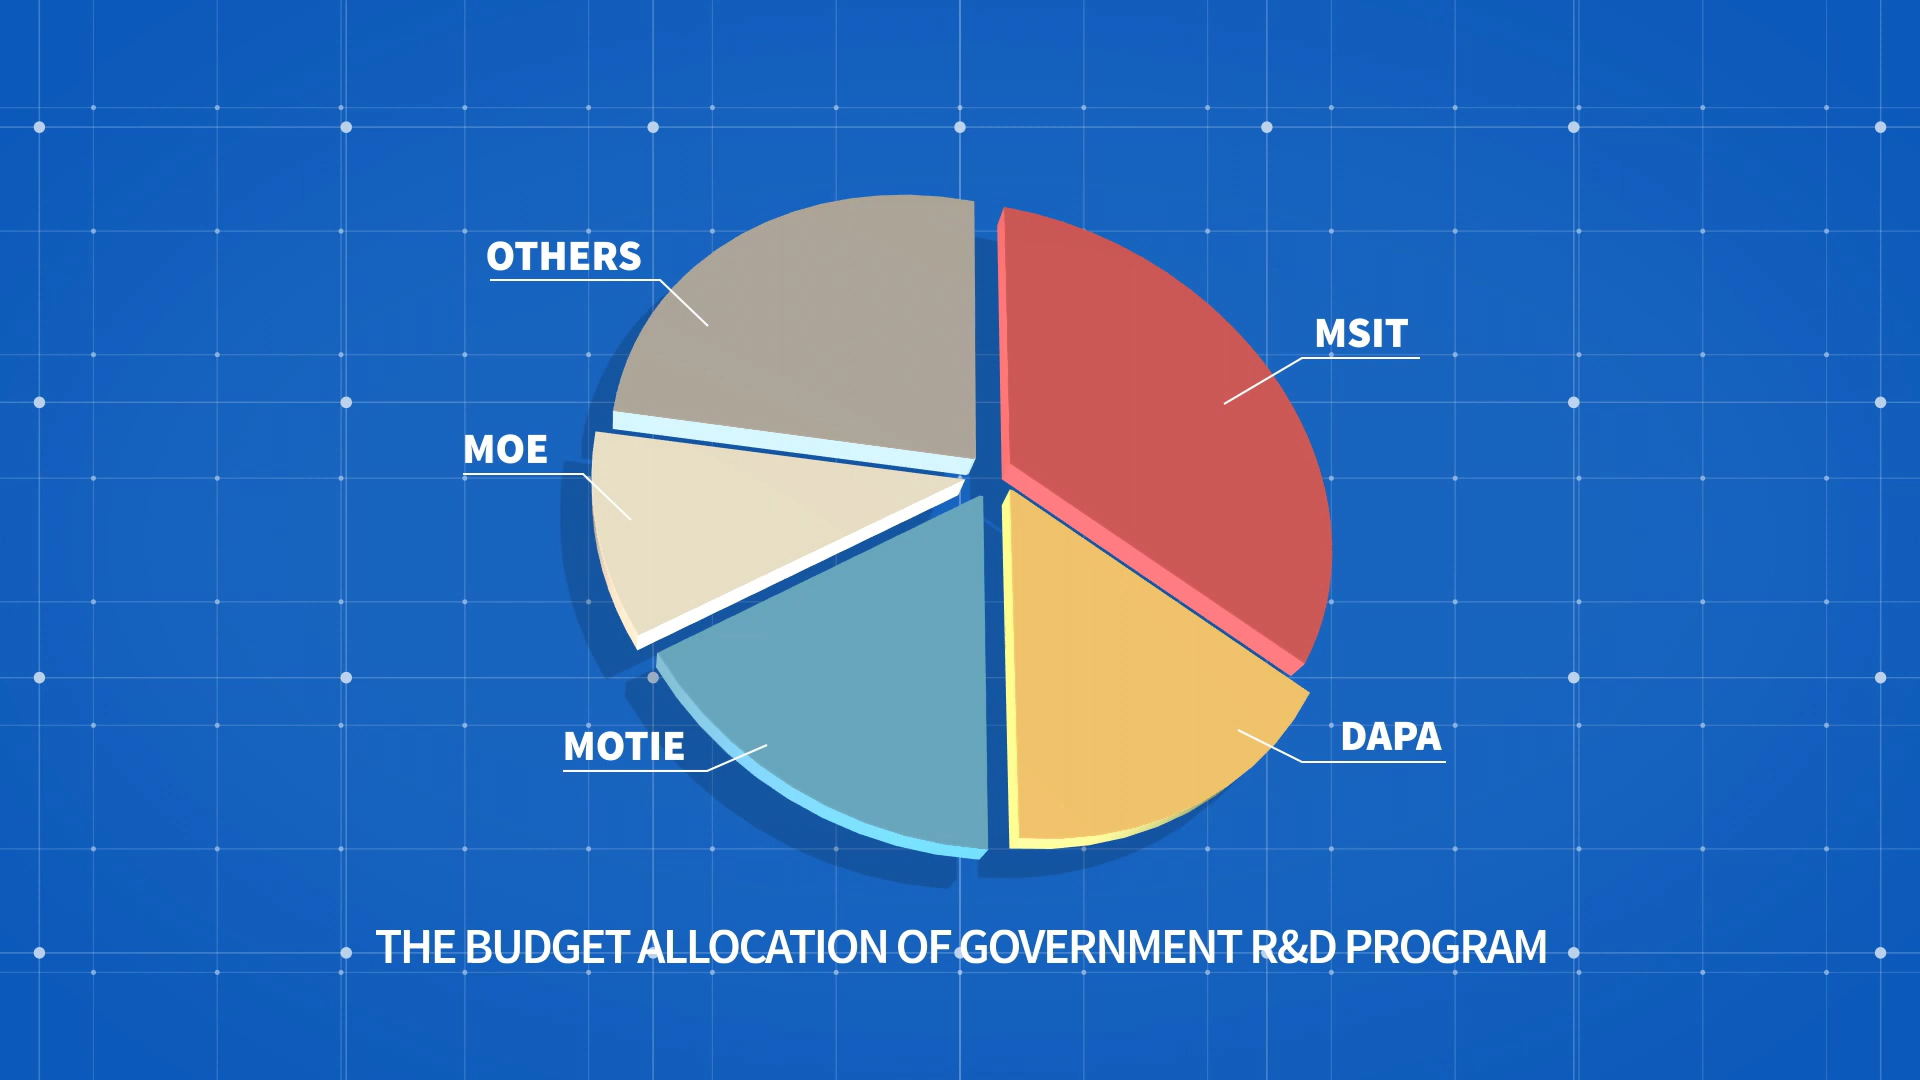 OTHERS
MSIT
MOE
DAPA
MOTIE
THE BUDGET ALLOCATION OF GOVERNMENT R&D PROGRAM